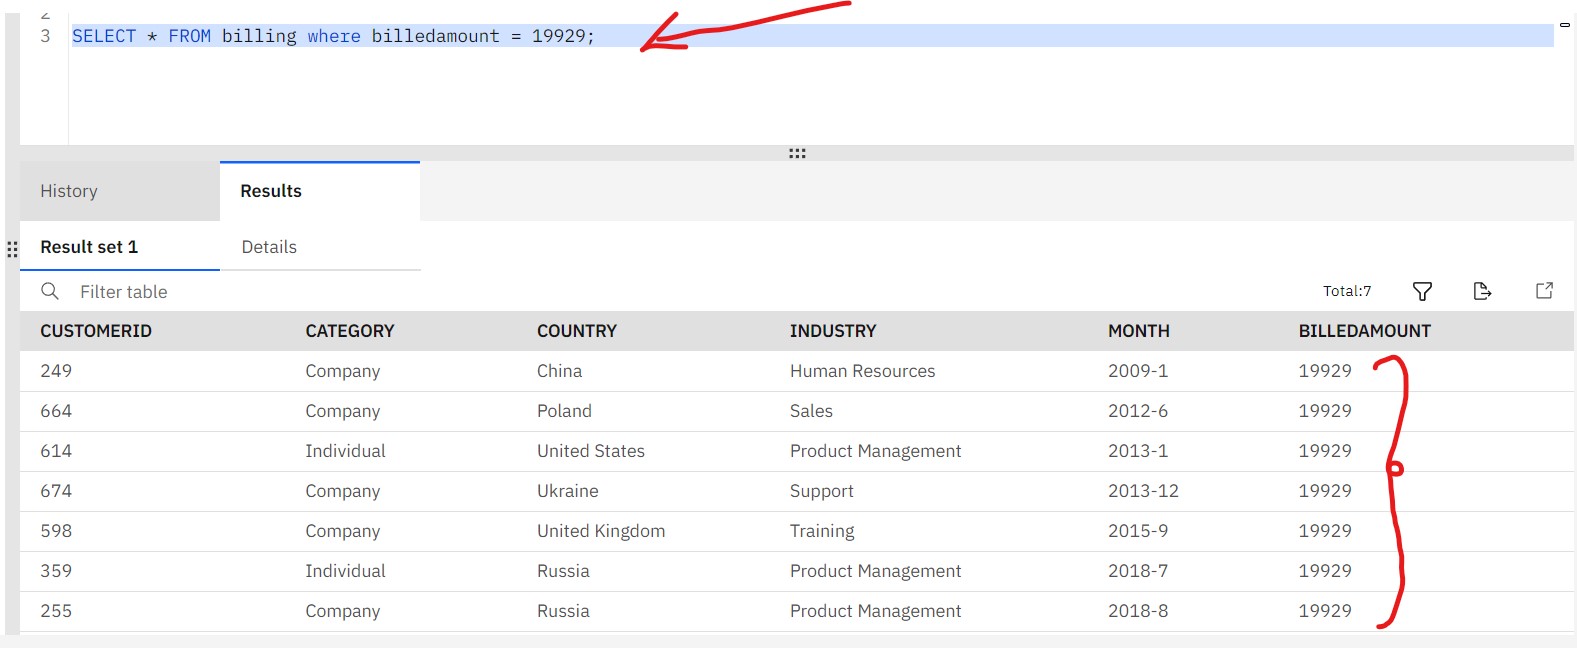 2
3 SELECT * FROM billing where billedamount = 19929;
History Results
Result set 1 Details
Filter table Total:7
CUSTOMERID CATEGORY COUNTRY INDUSTRY MONTH BILLEDAMOUNT
249 Company China Human Resources 2009-1 19929
664 Company Poland Sales 2012-6 19929
614 Individual United States Product Management 2013-1 19929
674 Company Ukraine Support 2013-12 19929
598 Company United Kingdom Training 2015-9 19929
359 Individual Russia Product Management 2018-7 19929
255 Company Russia Product Management 2018-8 19929